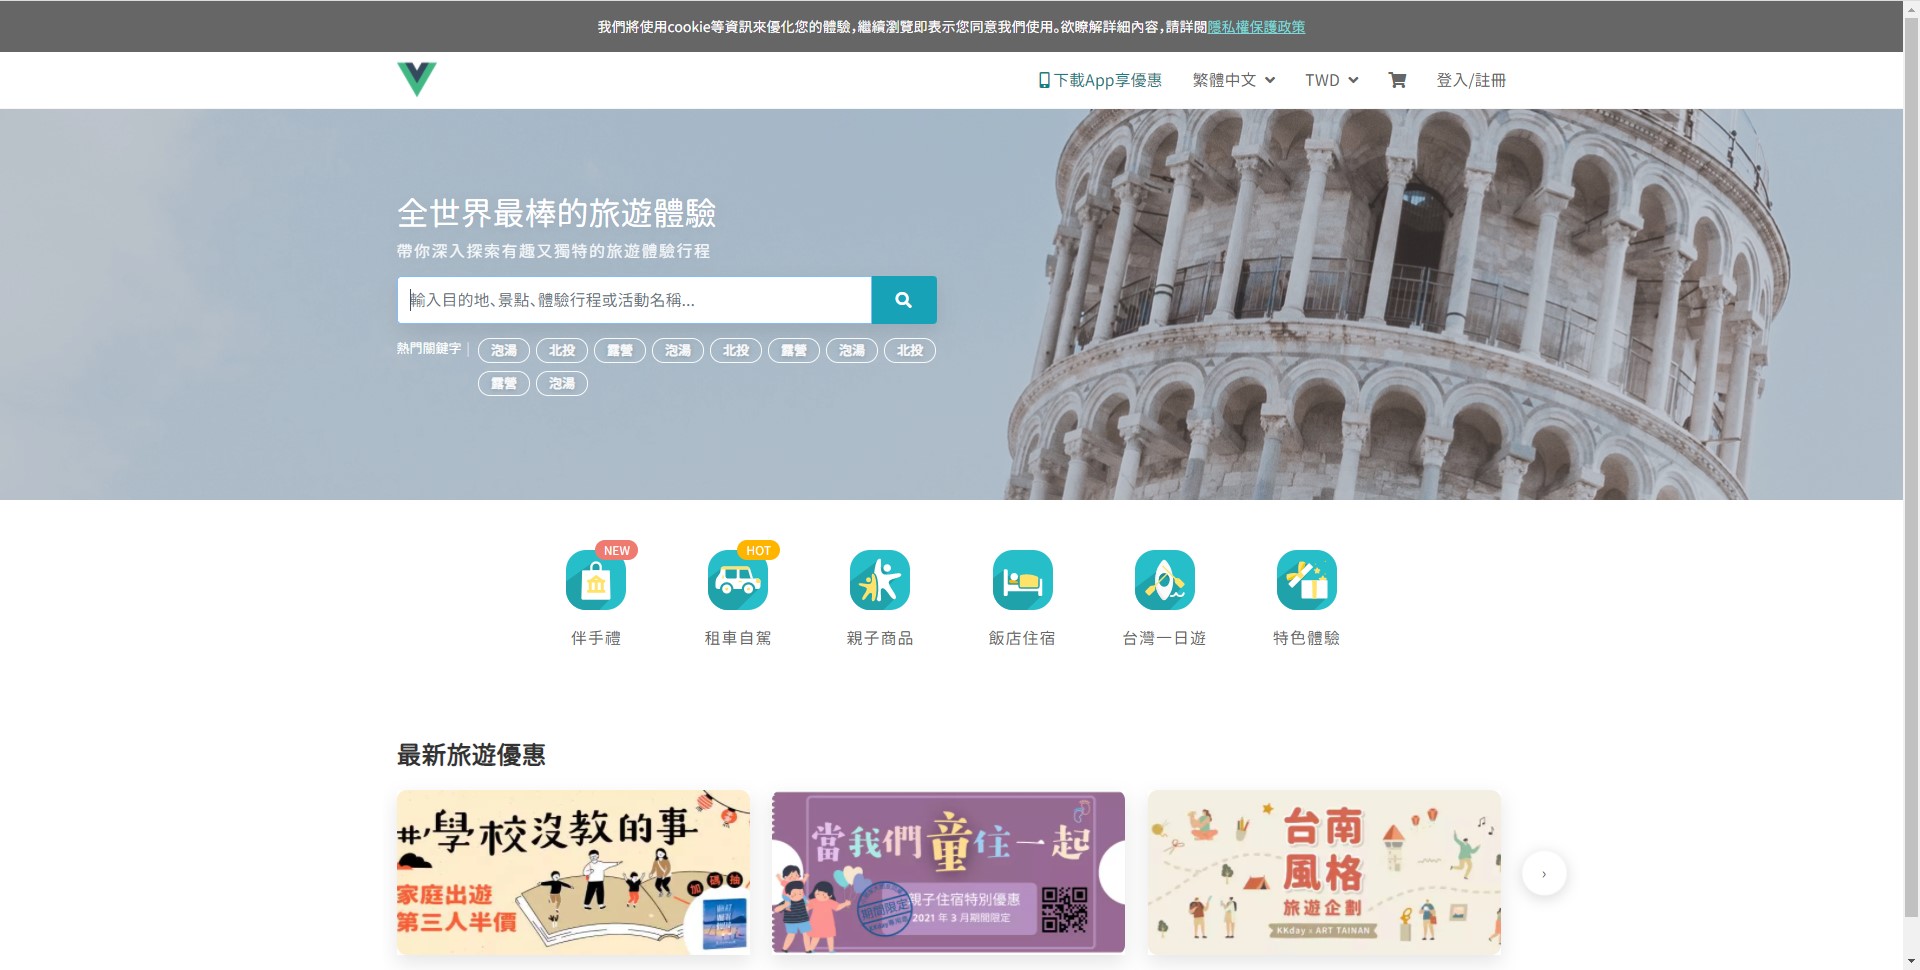 我們將使用cookie等資訊來優化您的體驗，繼續瀏覽即表示您同意我們使用。欲瞭解詳細內容，請詳閱隱私權保護政策
下載App享優惠
繁體中文
TWD
登入/註冊
全世界最棒的旅遊體驗
帶你深入探索有趣又獨特的旅遊體驗行程
輸入目的地、景點、體驗行程或活動名稱...
熱門關鍵字｜ 泡湯 北投 露營 泡湯 北投 露營 泡湯 北投
露營 泡湯
NEW
HOT
伴手禮
租車自駕
親子商品
飯店住宿
台灣一日遊
特色體驗
最新旅遊優惠
#學校沒教的事
加碼抽
家庭出遊
第三人半價
當我們童住一起
期間限定
親子住宿特別優惠
2021 年 3 月期間限定
台南
風格
旅遊企劃
KKday x ART TAINAN